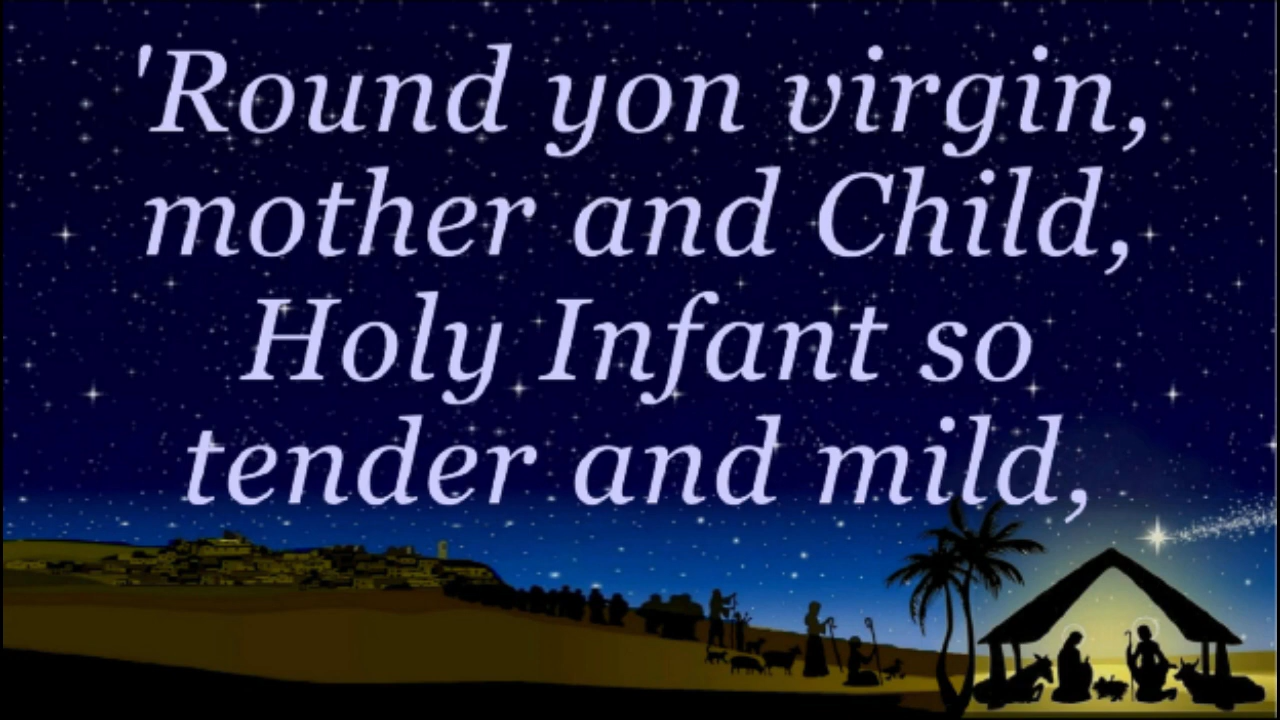 'Round yon virgin,
mother and Child,
Holy Infant so
tender and mild,